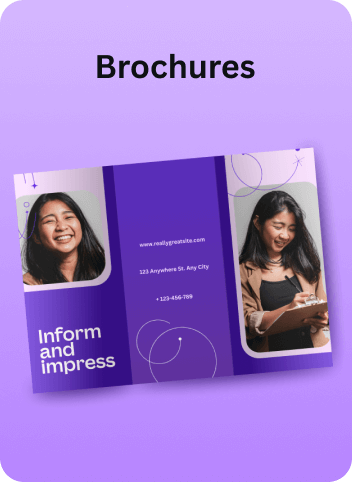 Brochures
www.reallygreatsite.com
123 Anywhere St. Any City
+123-456-789
Inform
and
impress